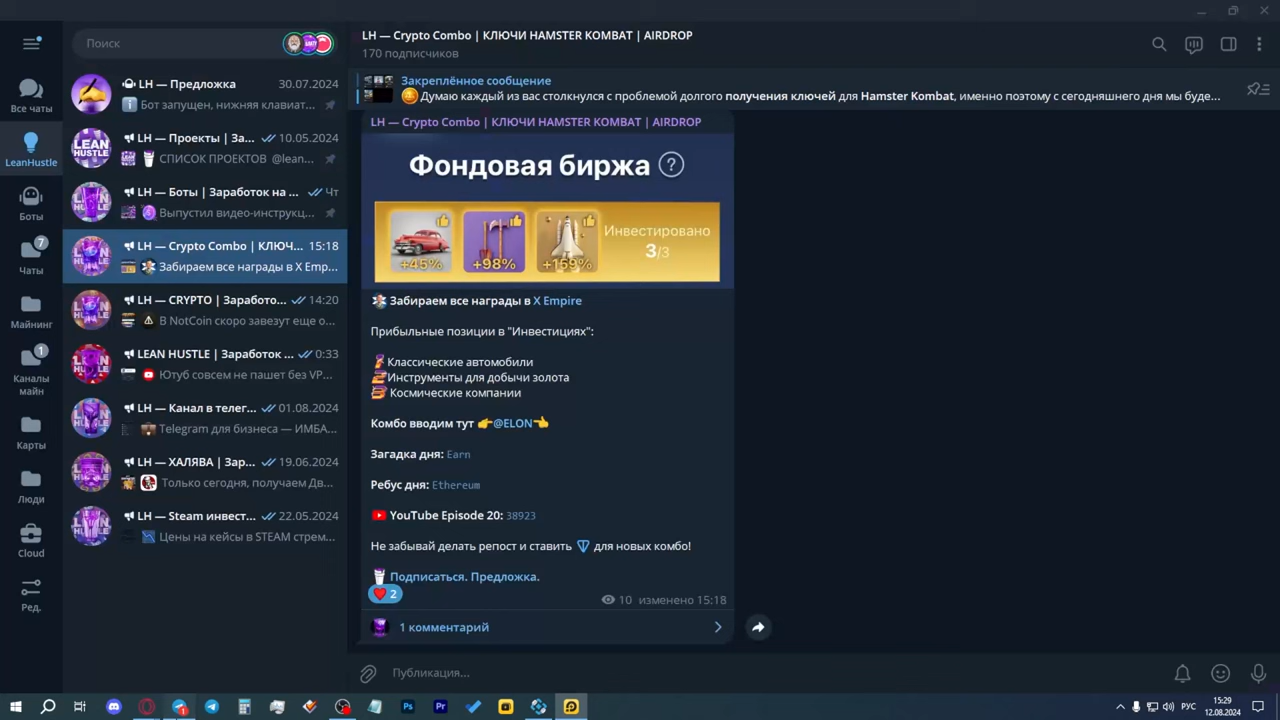 Поиск
Все чаты
LeanHustle
Боты
7
Чаты
Майнинг
1
Каналы
майн
Карты
Люди
Cloud
Ред.
LH — Предложка
30.07.2024
Бот запущен, нижняя клавиат...
LH — Проекты | За...
10.05.2024
СПИСОК ПРОЕКТОВ @lean...
LH — Боты | Заработок на ...
Чт
Выпустил видео-инструкц...
LH — Crypto Combo | КЛЮЧ...
15:18
Забираем все награды в X Emp...
LH — CRYPTO | Заработо...
14:20
В NotCoin скоро завезут еще о...
LEAN HUSTLE | Заработок ...
0:33
Ютуб совсем не пашет без VP...
LH — Канал в телег...
01.08.2024
Telegram для бизнеса — ИМБА...
LH — ХАЛЯВА | Зар...
19.06.2024
Только сегодня, получаем Дв...
LH — Steam инвест...
22.05.2024
Цены на кейсы в STEAM стрем...
LH — Crypto Combo | КЛЮЧИ HAMSTER KOMBAT | AIRDROP
170 подписчиков
Закреплённое сообщение
Думаю каждый из вас столкнулся с проблемой долгого получения ключей для Hamster Kombat, именно поэтому с сегодняшнего дня мы буде...
LH — Crypto Combo | КЛЮЧИ HAMSTER KOMBAT | AIRDROP
Фондовая биржа ?
+45%
+98%
+159%
Инвестировано
3/3
Забираем все награды в X Empire
Прибыльные позиции в "Инвестициях":
Классические автомобили
Инструменты для добычи золота
Космические компании
Комбо вводим тут @ELON
Загадка дня: Earn
Ребус дня: Ethereum
YouTube Episode 20: 38923
Не забывай делать репост и ставить для новых комбо!
Подписаться. Предложка.
2
10 изменено 15:18
1 комментарий
Публикация...
Ps
Pr
РУС
15:29
12.08.2024